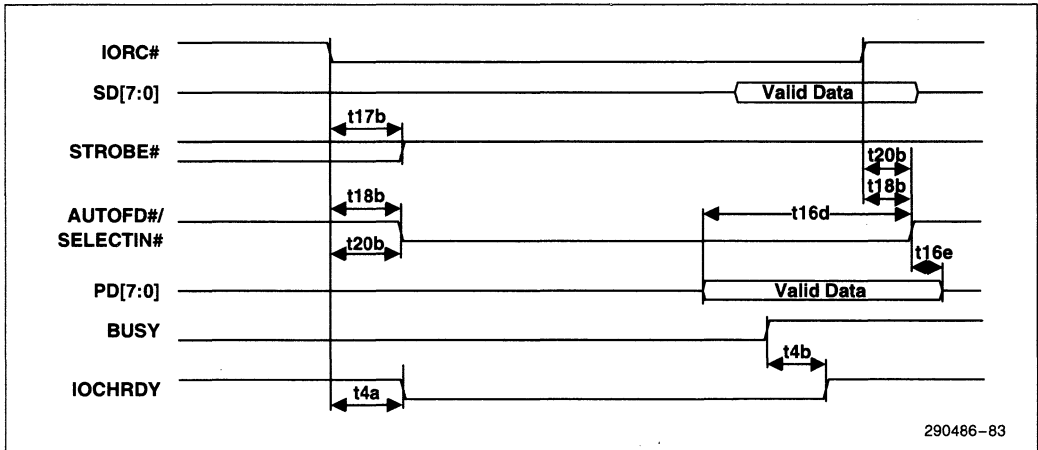 IORC#
SD[7:0]
Valid Data
t17b
STROBE#
t20b
t18b
t18b
AUTOFD#/
SELECTIN#
t16d
t20b
t16e
PD[7:0]
Valid Data
BUSY
t4b
IOCHRDY
t4a
290486-83